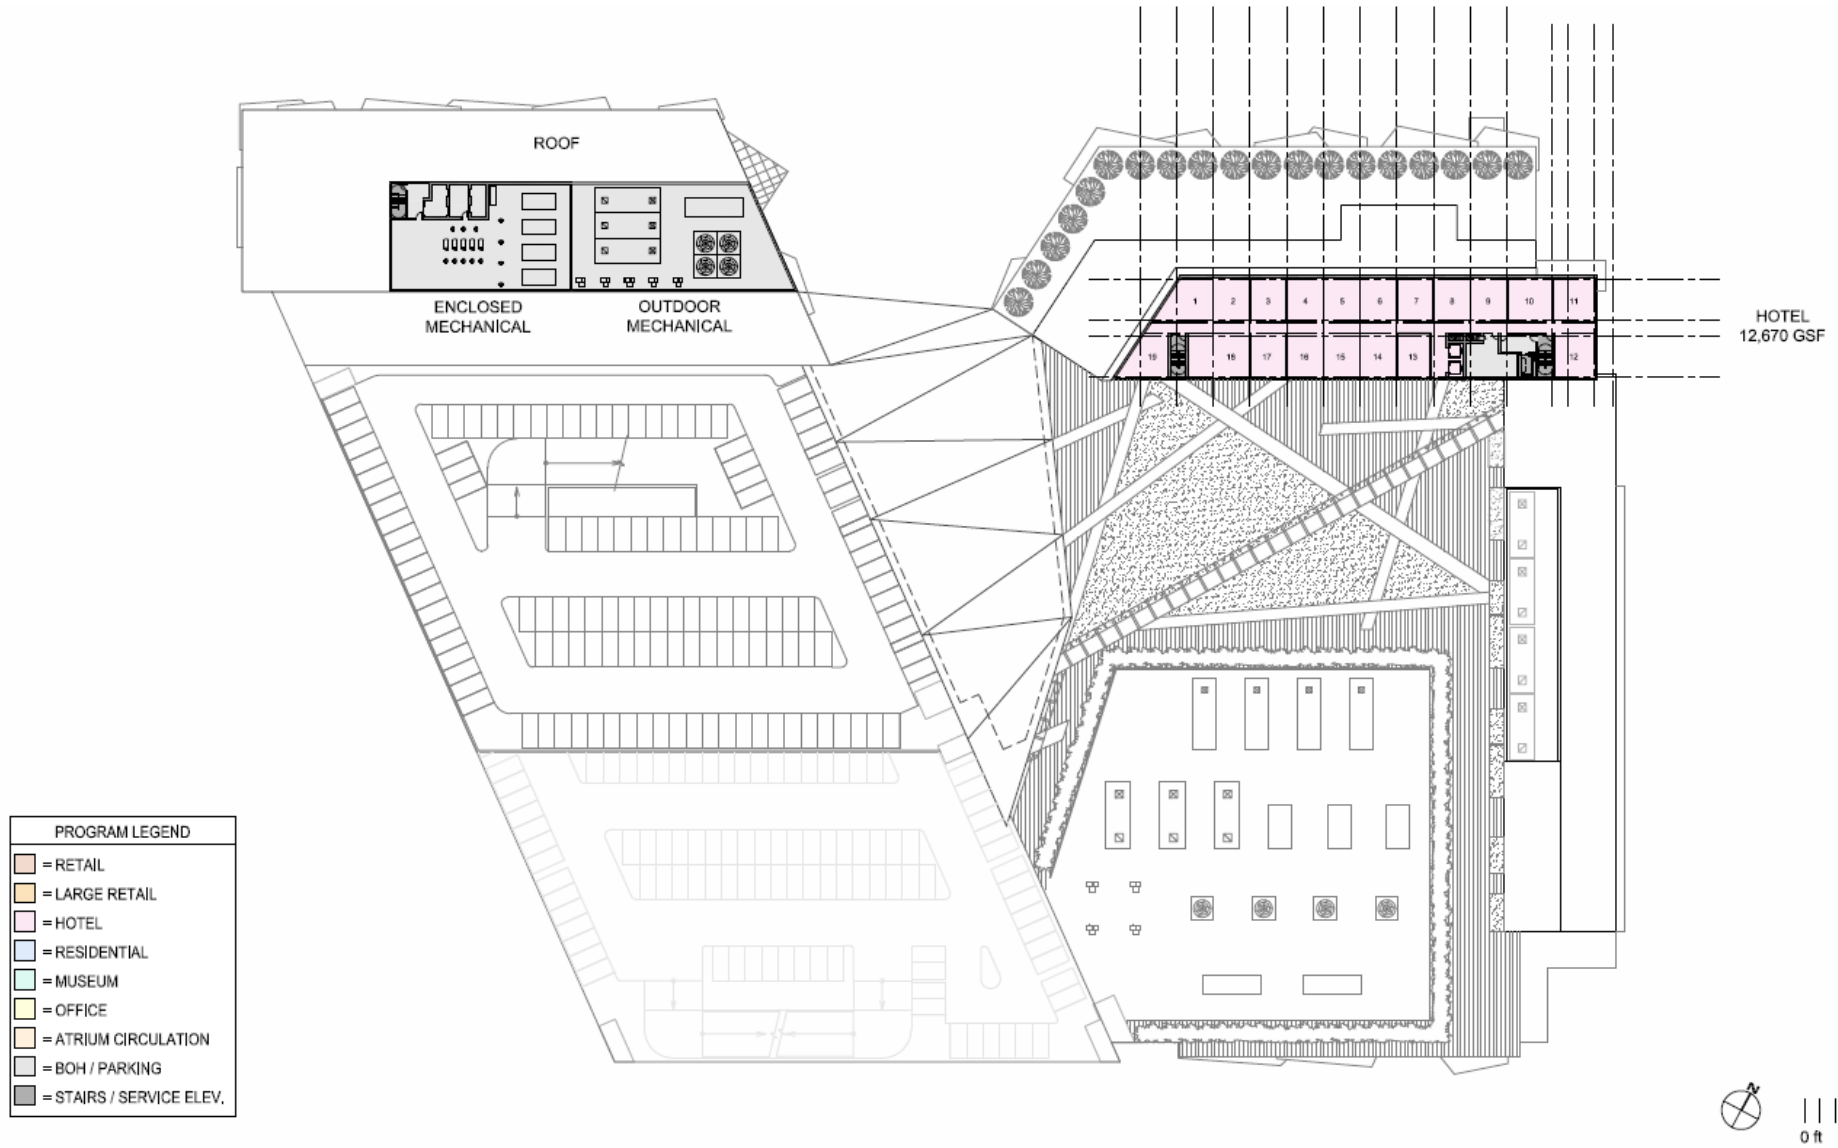 ROOF
ENCLOSED
MECHANICAL
OUTDOOR
MECHANICAL
1 2 3 4 5 6 7 8 9 10 11
19 18 17 16 15 14 13 12
HOTEL
12,670 GSF
PROGRAM LEGEND
= RETAIL
= LARGE RETAIL
= HOTEL
= RESIDENTIAL
= MUSEUM
= OFFICE
= ATRIUM CIRCULATION
= BOH / PARKING
= STAIRS / SERVICE ELEV.
N
0 ft